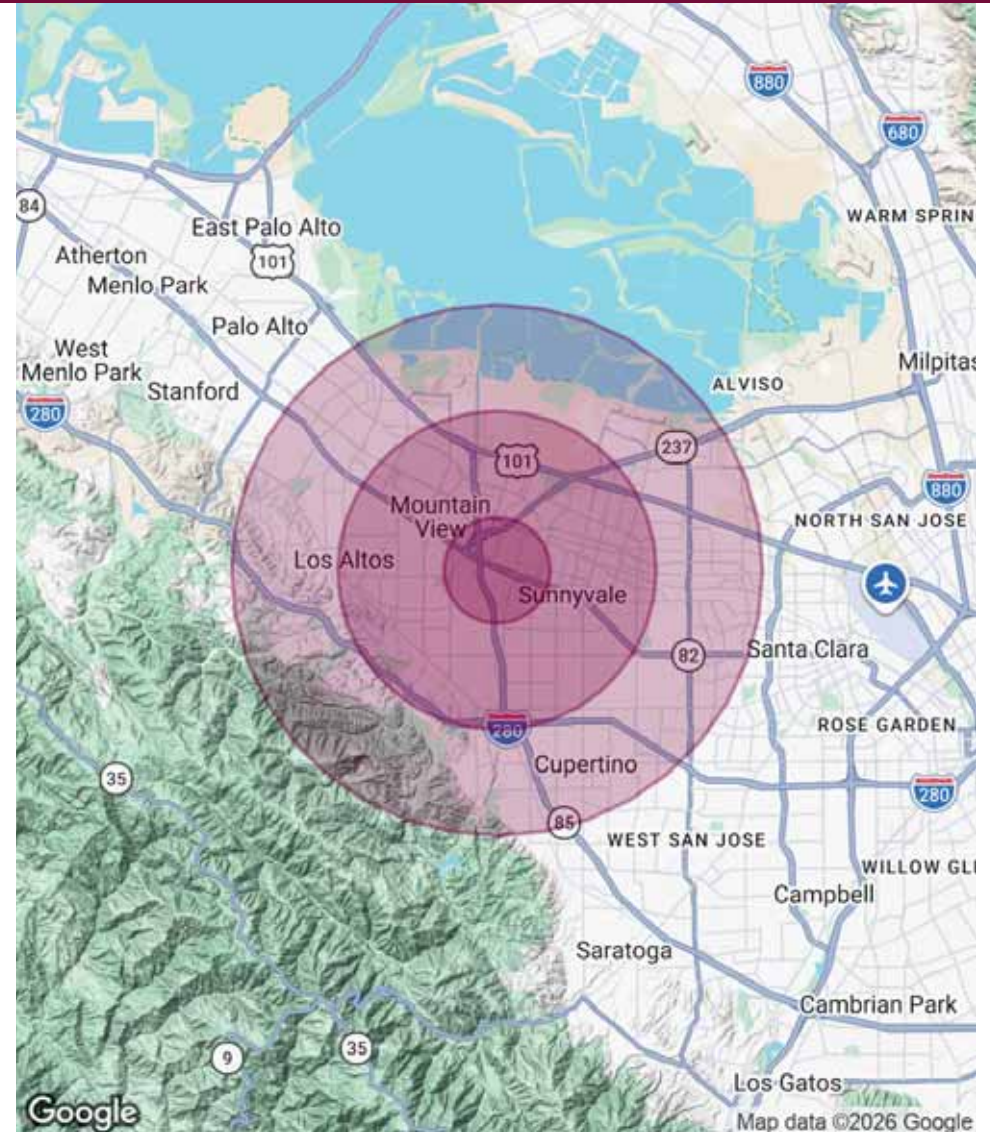 880
680
84
WARM SPRIN
East Palo Alto
101
Atherton
Menlo Park
Palo Alto
West
Menlo Park
Stanford
280
Milpitas
ALVISO
237
101
880
Mountain
View
NORTH SAN JOSE
Los Altos
Sunnyvale
82
Santa Clara
280
ROSE GARDEN
Cupertino
35
280
85
WEST SAN JOSE
WILLOW GL
Campbell
Saratoga
Cambrian Park
9
35
Los Gatos
Google
Map data ©2026 Google